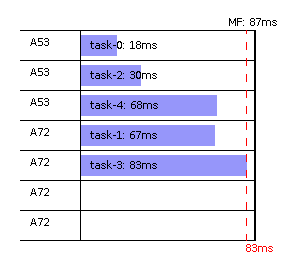 MF: 87ms
A53 task-0: 18ms
A53 task-2: 30ms
A53 task-4: 68ms
A72 task-1: 67ms
A72 task-3: 83ms
A72
A72
83ms